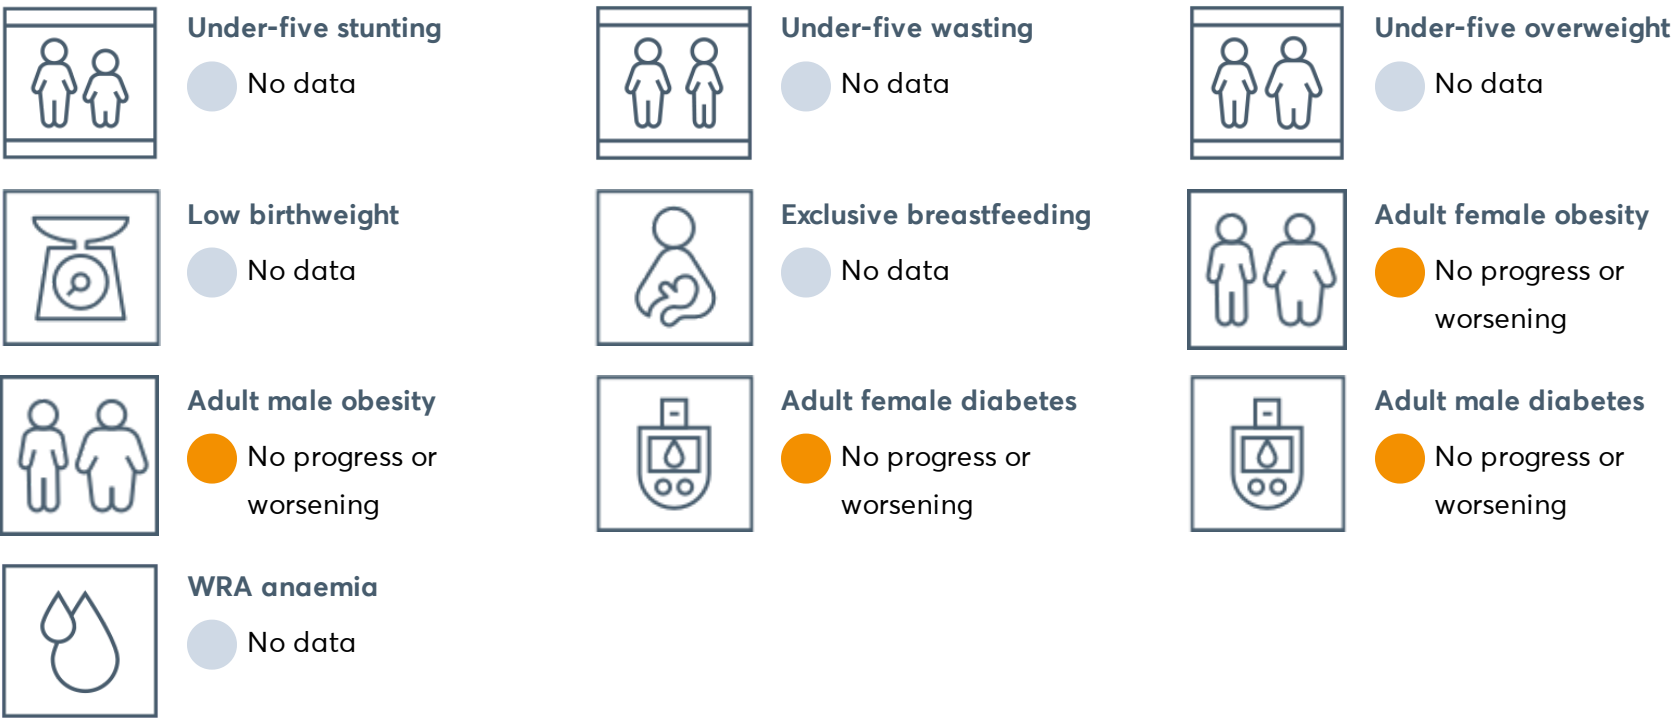 Under-five stunting
No data
Under-five wasting
No data
Under-five overweight
No data
Low birthweight
No data
Exclusive breastfeeding
No data
Adult female obesity
No progress or
worsening
Adult male obesity
No progress or
worsening
Adult female diabetes
No progress or
worsening
Adult male diabetes
No progress or
worsening
WRA anaemia
No data